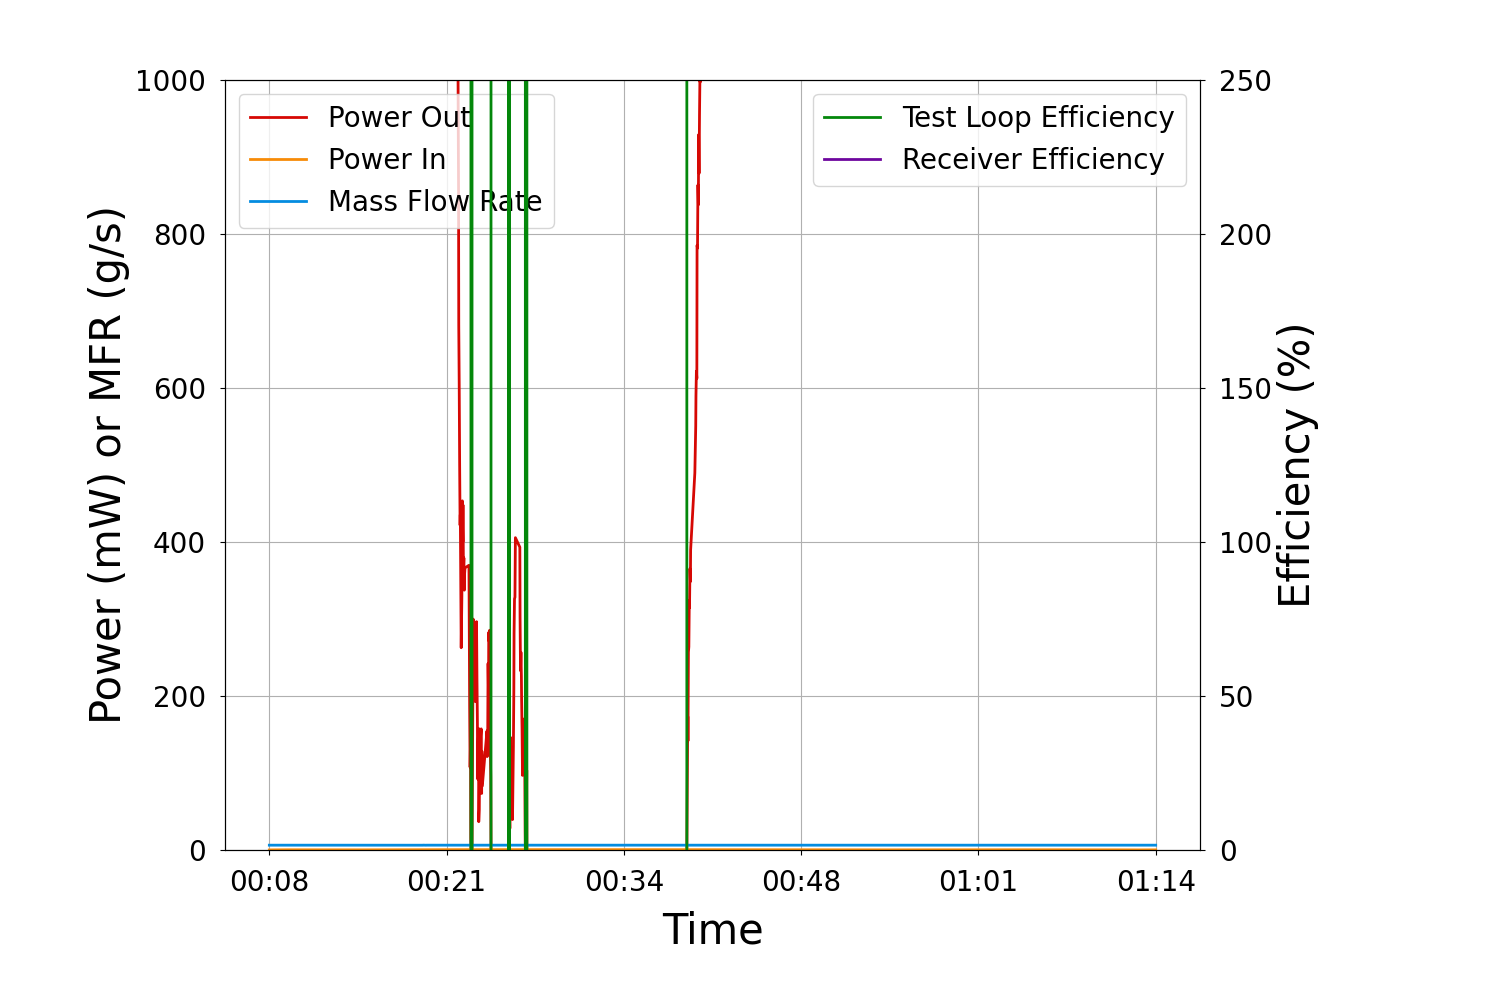 1000
800
600
400
200
0
Power (mW) or MFR (g/s)
Power Out
Power In
Mass Flow Rate
Test Loop Efficiency
Receiver Efficiency
250
200
150
100
50
0
Efficiency (%)
00:08 00:21 00:34 00:48 01:01 01:14
Time